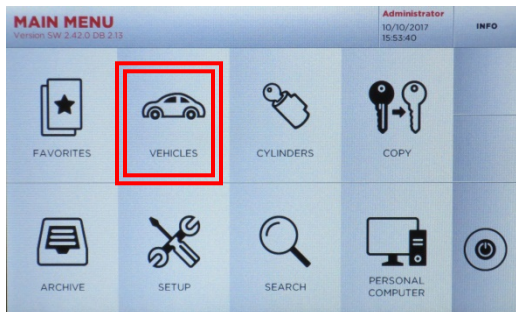 MAIN MENU
Version SW 2.42.0 DB 2.13
Administrator
10/10/2017
15:53:40
INFO
FAVORITES
VEHICLES
CYLINDERS
COPY
ARCHIVE
SETUP
SEARCH
PERSONAL
COMPUTER